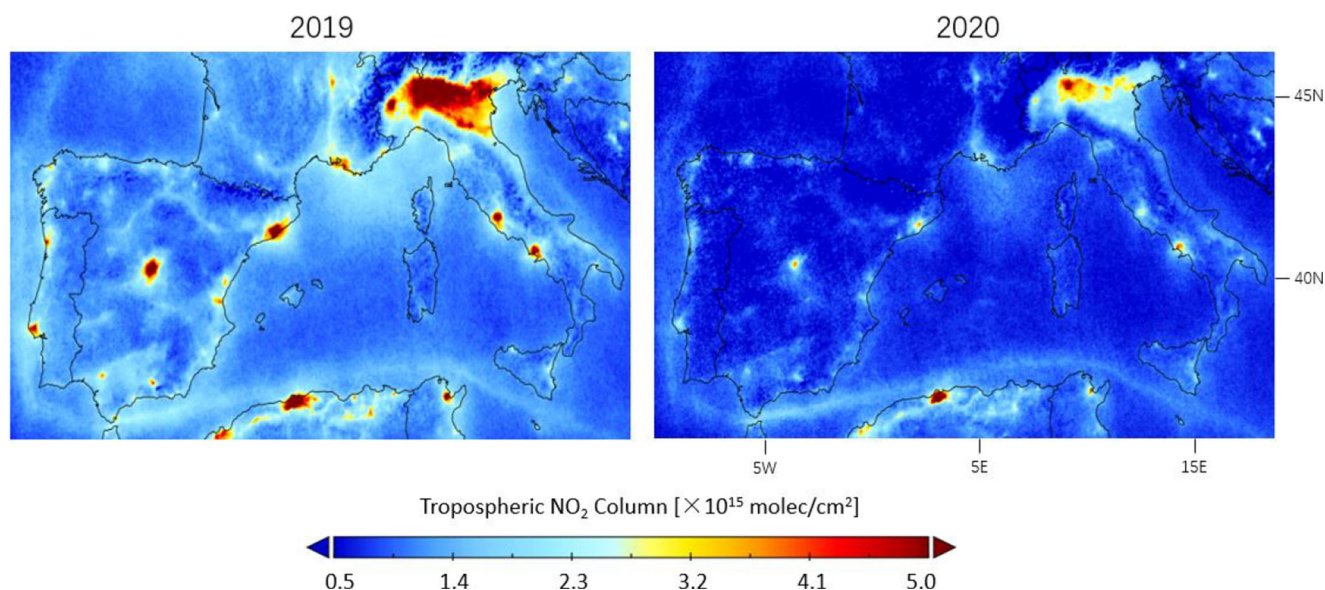 2019 2020
45N
40N
5W 5E 15E
Tropospheric NO₂ Column [×10¹⁵ molec/cm²]
0.5 1.4 2.3 3.2 4.1 5.0